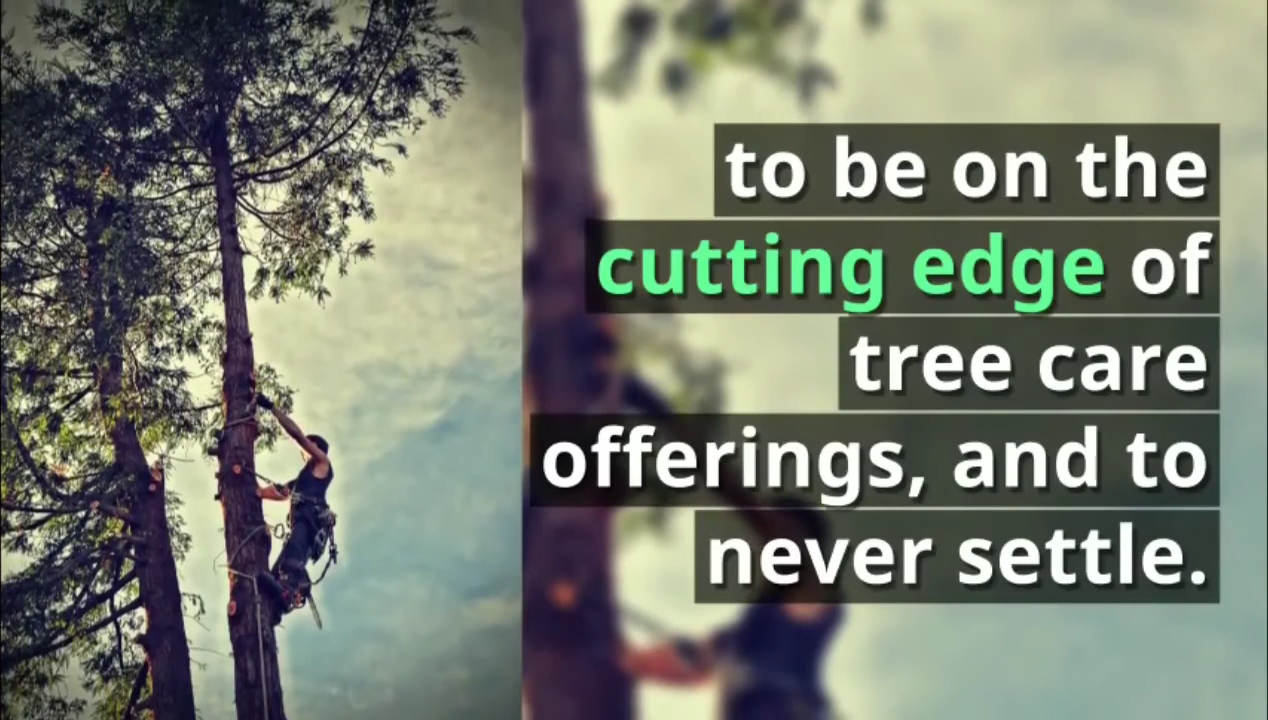 to be on the
cutting edge of
tree care
offerings, and to
never settle.